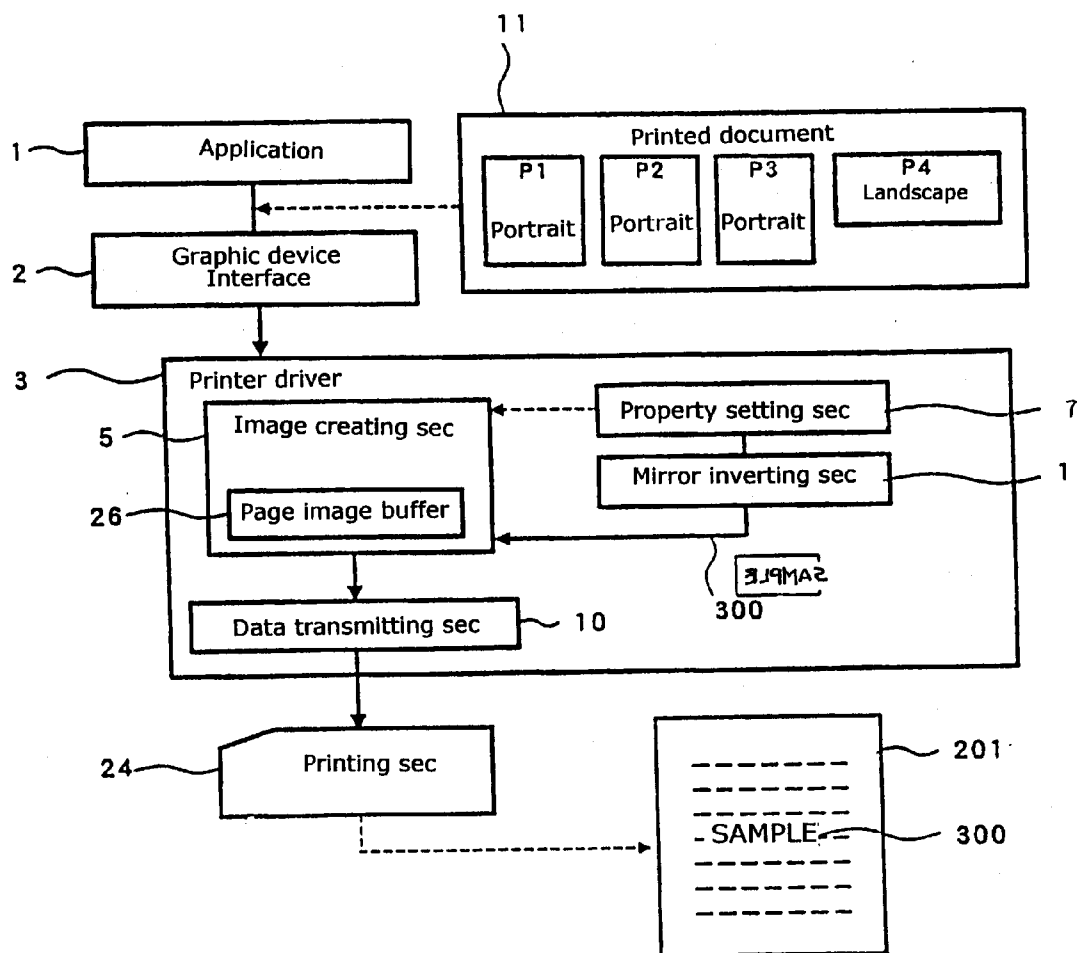 11
Printed document
1
Application
P1
P2
P3
P4
Landscape
Portrait
Portrait
Portrait
2
Graphic device
Interface
3
Printer driver
5
Image creating sec
Property setting sec
7
Mirror inverting sec
1
26
Page image buffer
SAMPLE
300
Data transmitting sec
10
24
Printing sec
201
SAMPLE
300